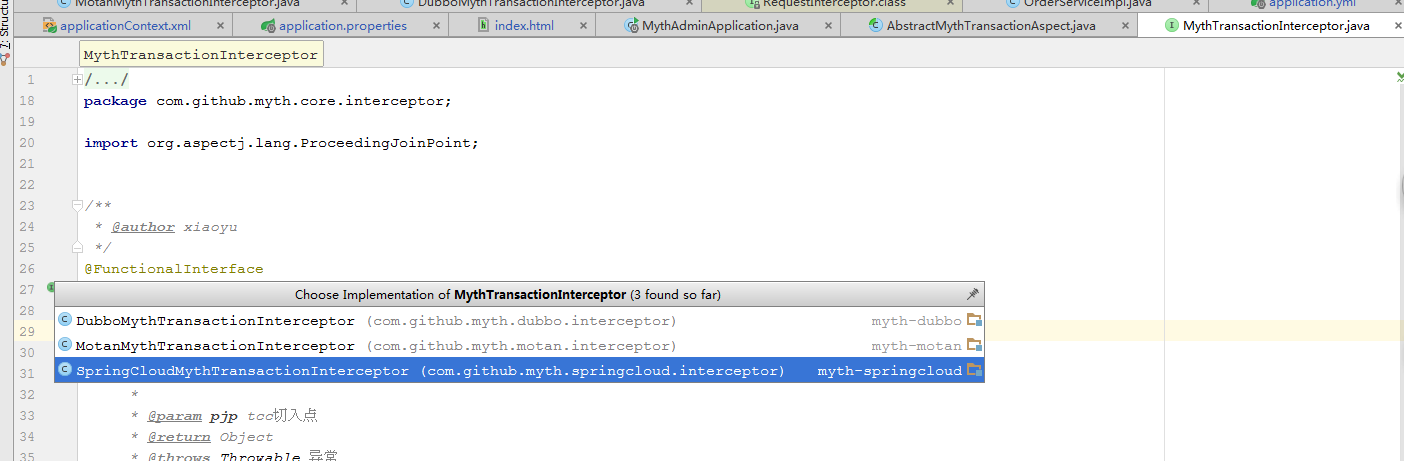 MotanMythTransactionInterceptor.java DubboMythTransactionInterceptor.java RequestInterceptor.class OrderServiceImpl.java application.yml
applicationContext.xml application.properties index.html MythAdminApplication.java AbstractMythTransactionAspect.java MythTransactionInterceptor.java
7: Structure
MythTransactionInterceptor
1 /.../
18 package com.github.myth.core.interceptor;
19
20 import org.aspectj.lang.ProceedingJoinPoint;
21
22
23 /**
24 * @author xiaoyu
25 */
26 @FunctionalInterface
27
Choose Implementation of MythTransactionInterceptor (3 found so far)
28
DubboMythTransactionInterceptor (com.github.myth.dubbo.interceptor) myth-dubbo
29
MotanMythTransactionInterceptor (com.github.myth.motan.interceptor) myth-motan
30
SpringCloudMythTransactionInterceptor (com.github.myth.springcloud.interceptor) myth-springcloud
31
32 *
33 * @param pjp tcc切入点
34 * @return Object
35 * @throws Throwable 异常